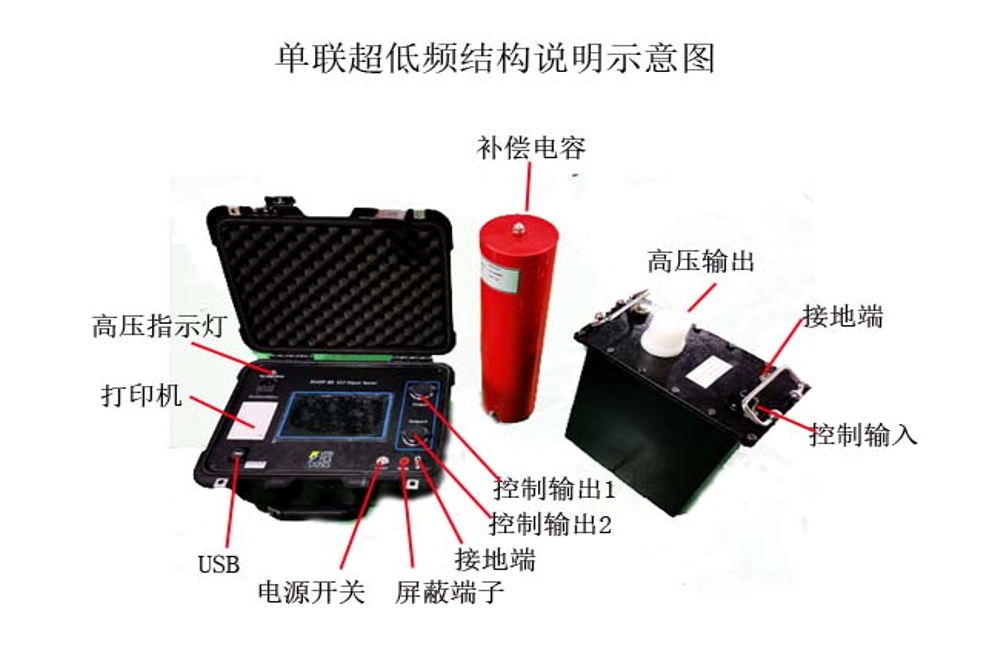 单联超低频结构说明示意图
补偿电容
高压输出
接地端
高压指示灯
打印机
控制输入
控制输出1
控制输出2
接地端
USB
电源开关 屏蔽端子